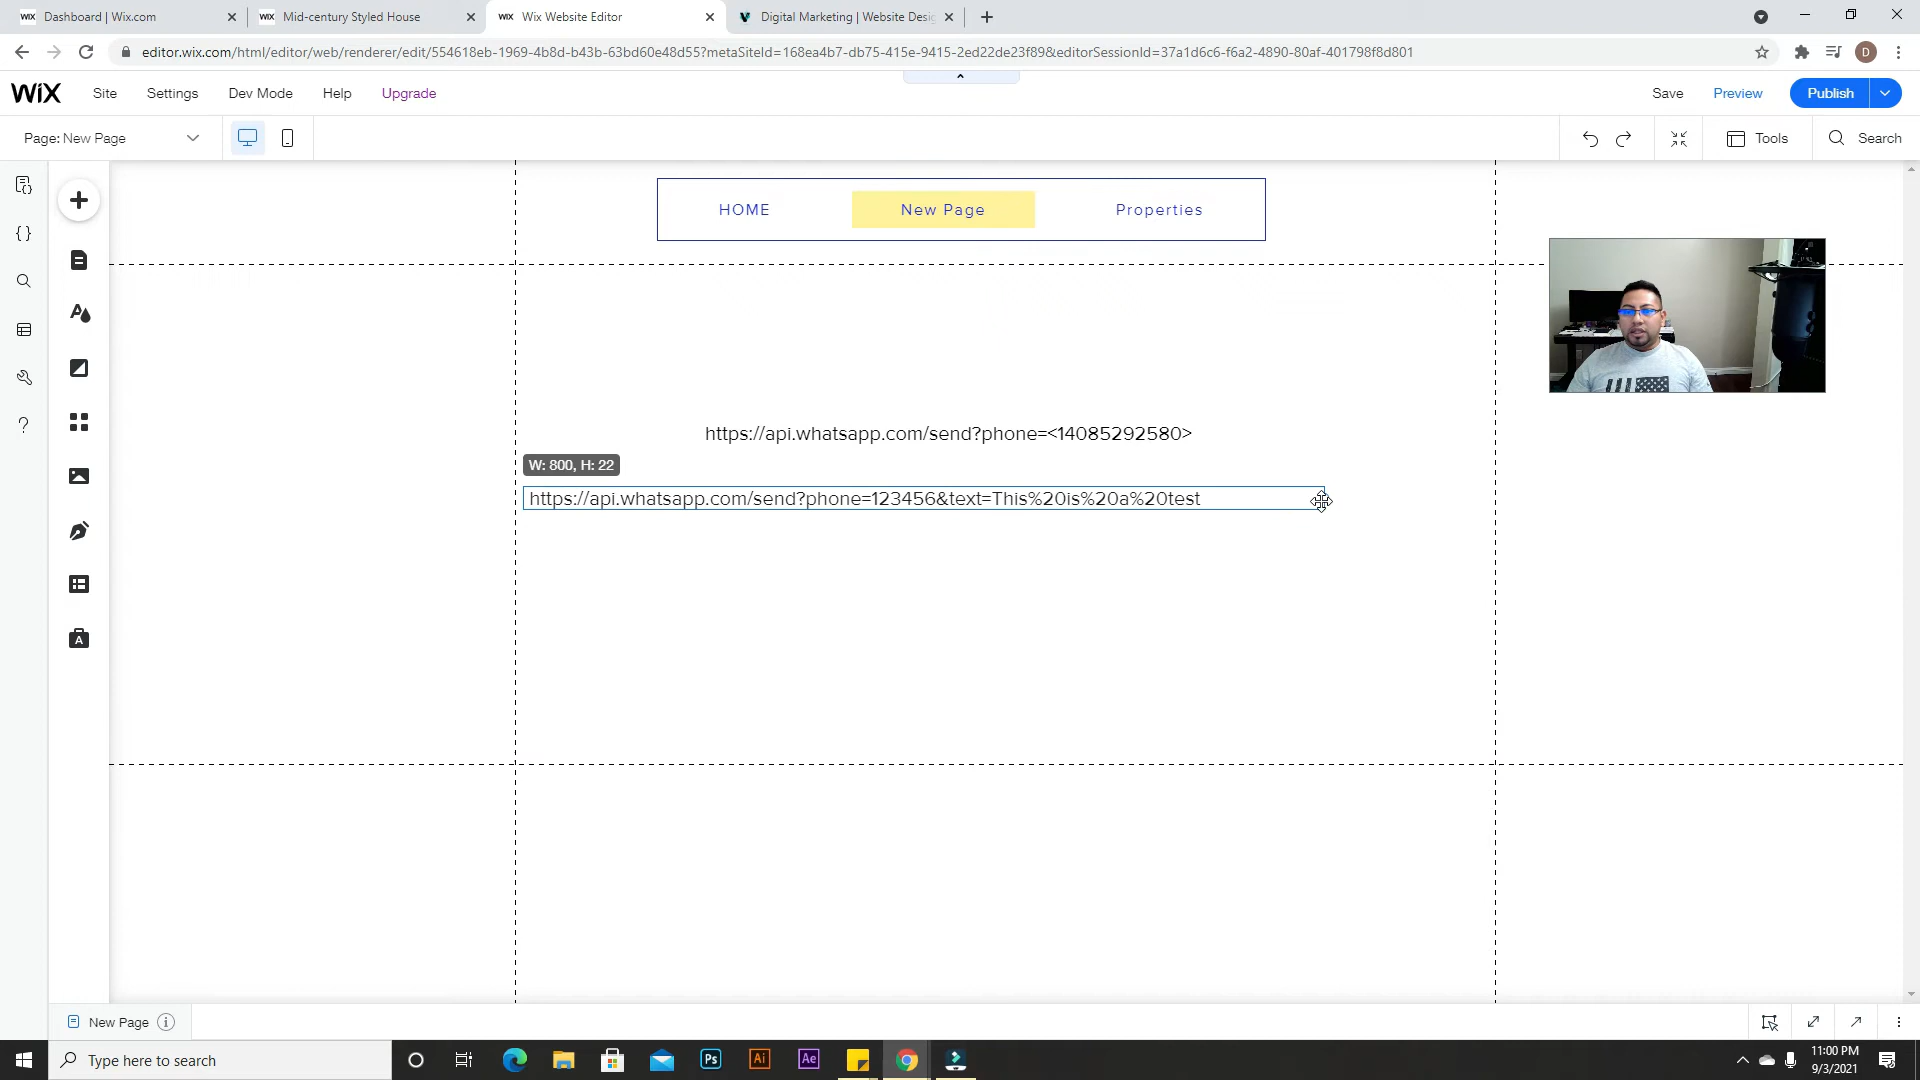 Dashboard | Wix.com
Mid-century Styled House
Wix Website Editor
Digital Marketing | Website Desig
editor.wix.com/html/editor/web/renderer/edit/554618eb-1969-4b8d-b43b-63bd60e48d55?metaSiteId=168ea4b7-db75-415e-9415-2ed22de23f89&editorSessionId=37a1d6c6-f6a2-4890-80af-401798f8d801
D
WiX Site Settings Dev Mode Help Upgrade Save Preview Publish
Page: New Page Tools Search
HOME New Page Properties
https://api.whatsapp.com/send?phone=<14085292580>
W: 800, H: 22
https://api.whatsapp.com/send?phone=123456&text=This%20is%20a%20test
New Page
Type here to search
Ps
Ai
Ae
11:00 PM
9/3/2021